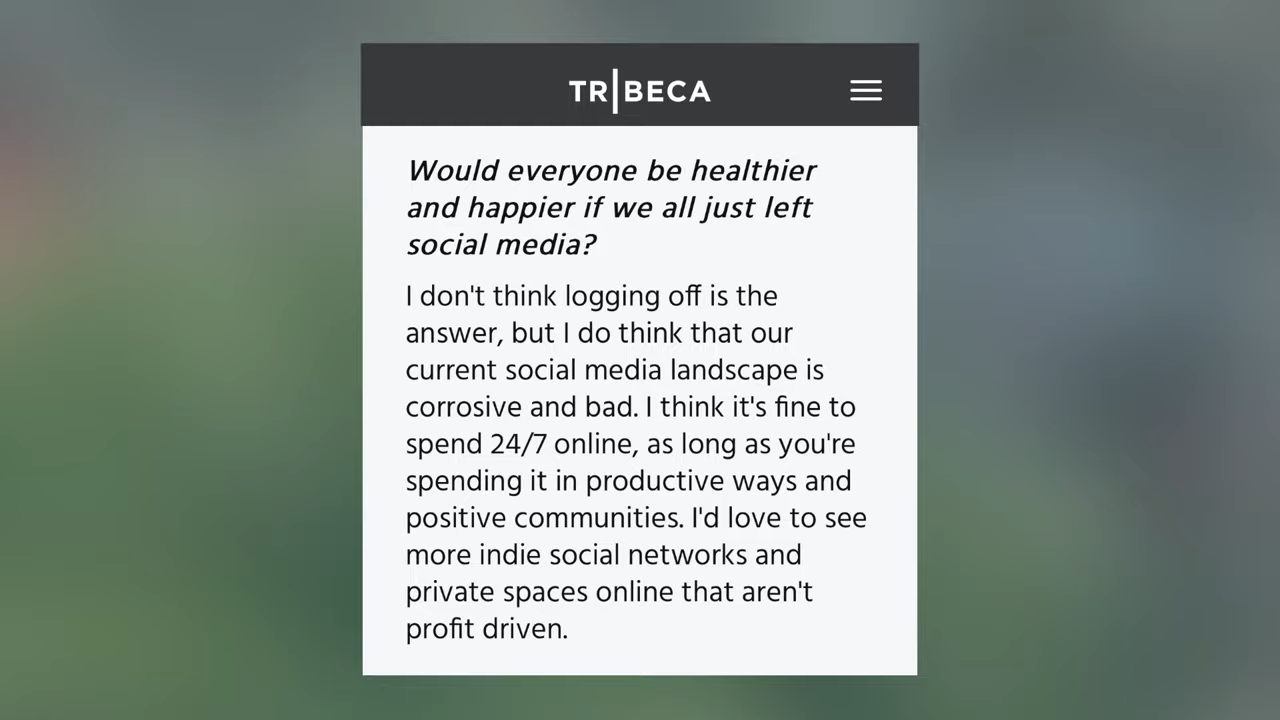 TRIBECA
Would everyone be healthier
and happier if we all just left
social media?
I don't think logging off is the
answer, but I do think that our
current social media landscape is
corrosive and bad. I think it's fine to
spend 24/7 online, as long as you're
spending it in productive ways and
positive communities. I'd love to see
more indie social networks and
private spaces online that aren't
profit driven.